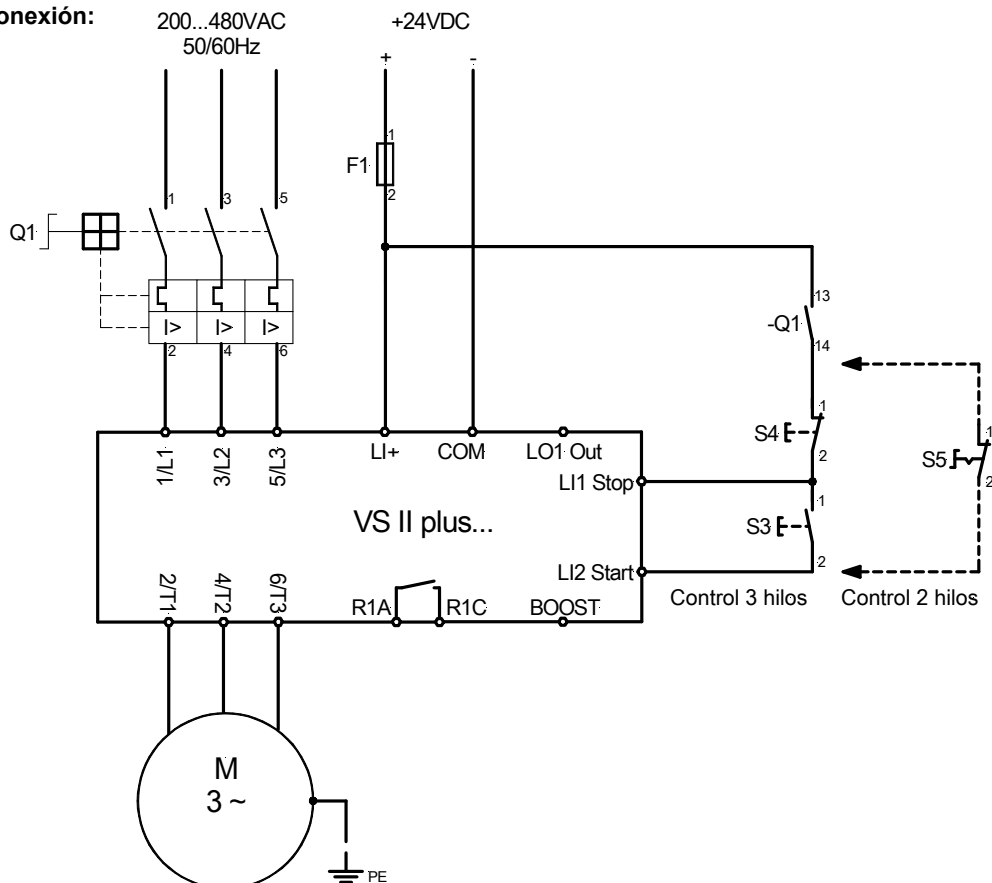 onexión:
200...480VAC
50/60Hz
+24VDC
+ -
1
F1
2
1 3 5
Q1
I> I> I>
2 4 6
13
-Q1
14
1
S4
2
1
S5
2
1/L1 3/L2 5/L3 LI+ COM LO1 Out
LI1 Stop
VS II plus...
1
S3
2
LI2 Start
2/T1 4/T2 6/T3 R1A R1C BOOST
Control 3 hilos Control 2 hilos
M
3 ~
PE